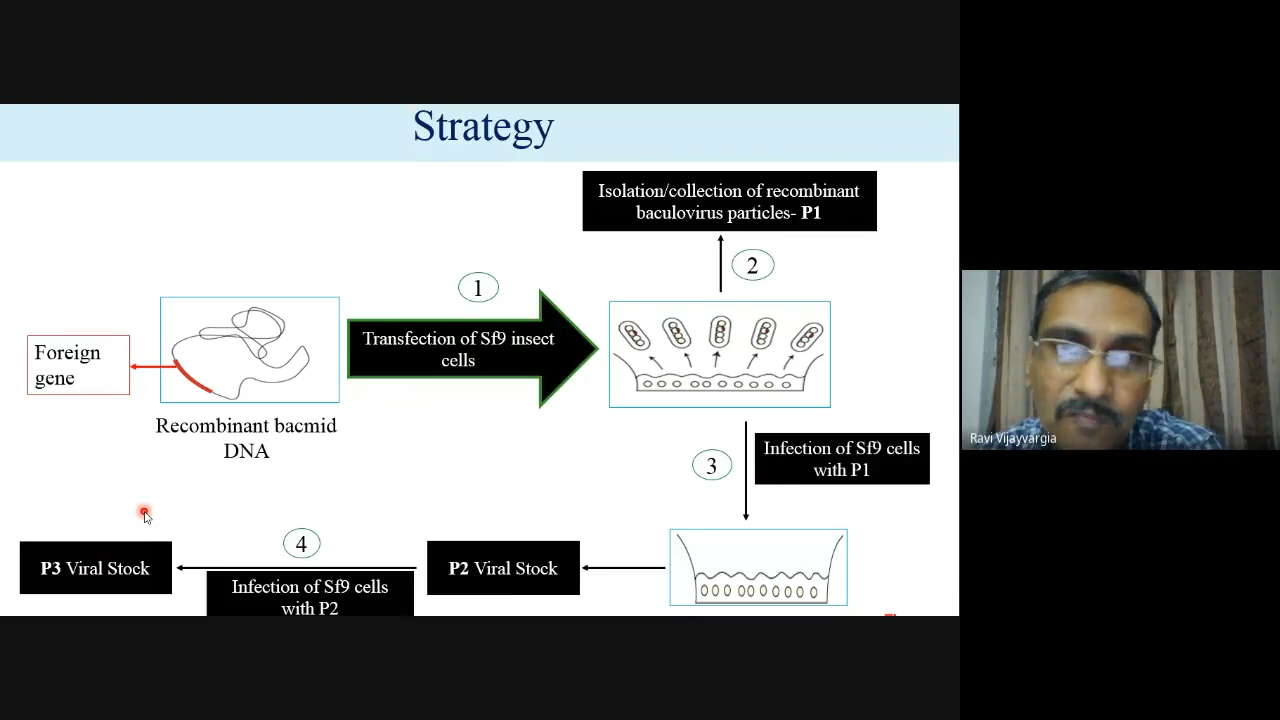 Strategy
Isolation/collection of recombinant
baculovirus particles- P1
2
1
Transfection of Sf9 insect
cells
Foreign
gene
Recombinant bacmid
DNA
3
Infection of Sf9 cells
with P1
P2 Viral Stock
4
Infection of Sf9 cells
with P2
P3 Viral Stock
Ravi Vijayvargia